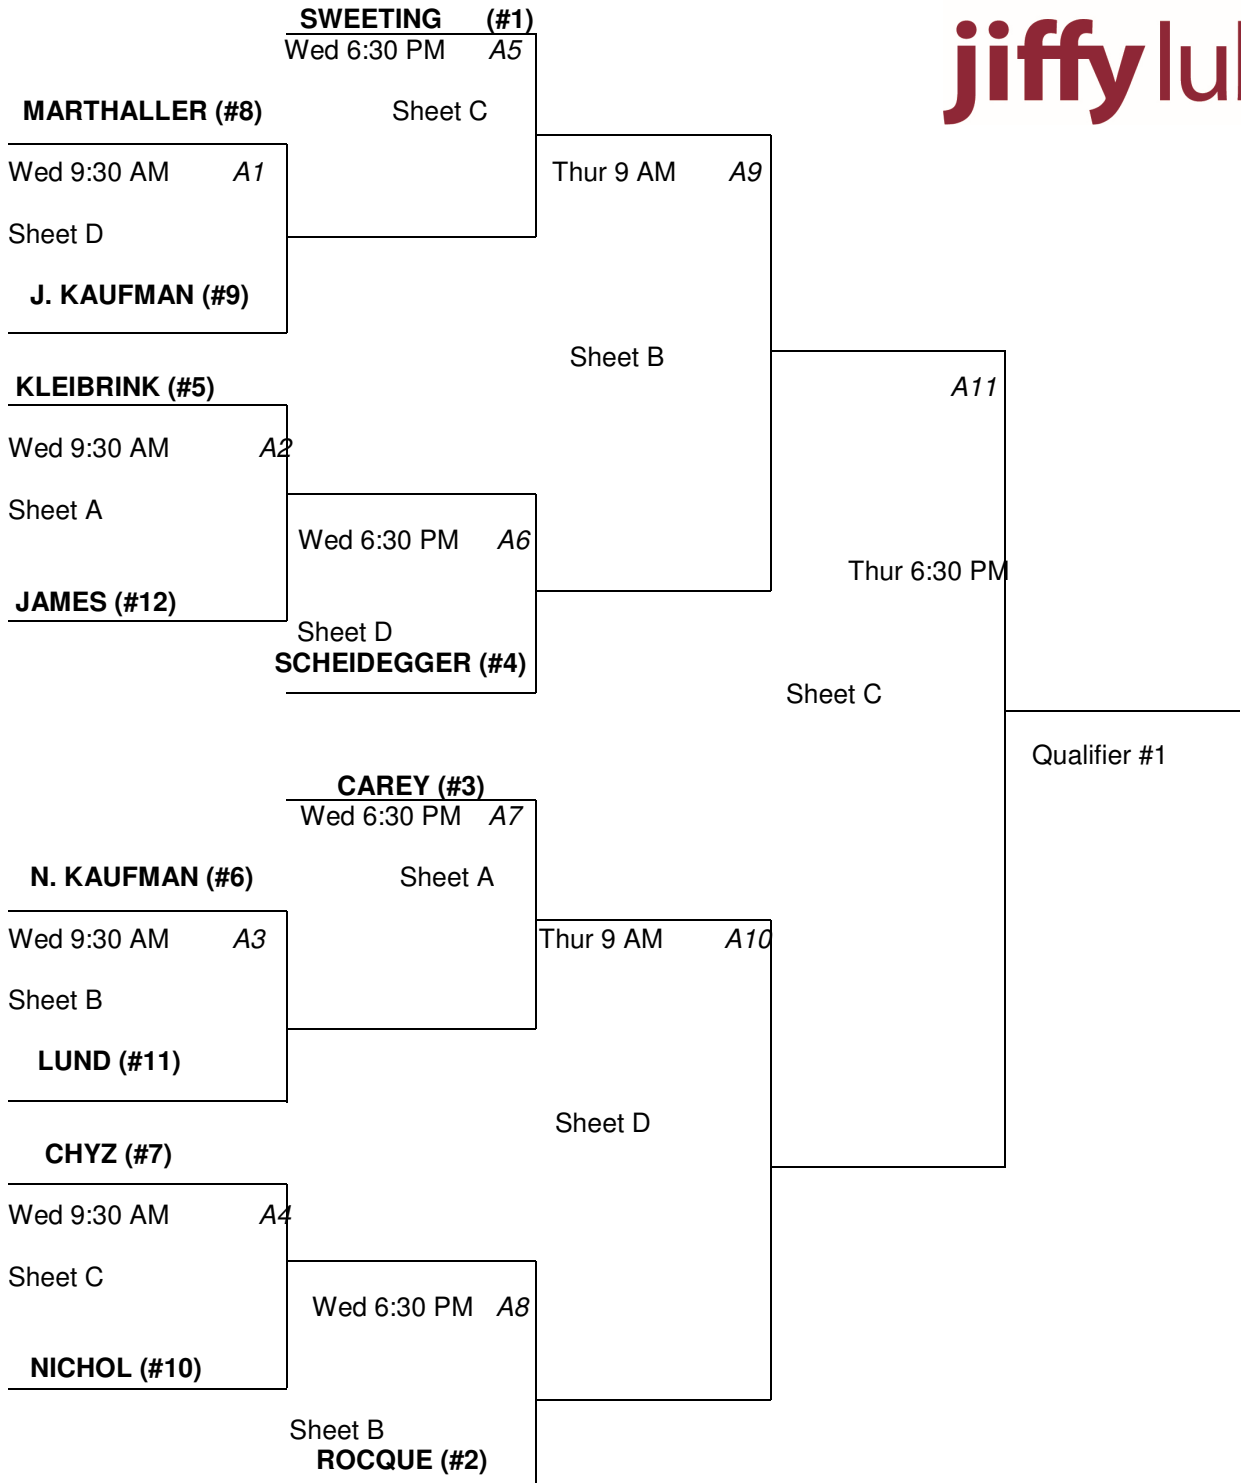 SWEETING (#1)
Wed 6:30 PM A5
jiffy lu
MARTHALLER (#8)
Sheet C
Wed 9:30 AM A1
Thur 9 AM A9
Sheet D
J. KAUFMAN (#9)
Sheet B
KLEIBRINK (#5)
A11
Wed 9:30 AM A2
Sheet A
Wed 6:30 PM A6
Thur 6:30 PM
JAMES (#12)
Sheet D
SCHEIDEGGER (#4)
Sheet C
Qualifier #1
CAREY (#3)
Wed 6:30 PM A7
N. KAUFMAN (#6)
Sheet A
Wed 9:30 AM A3
Thur 9 AM A10
Sheet B
LUND (#11)
Sheet D
CHYZ (#7)
Wed 9:30 AM A4
Sheet C
Wed 6:30 PM A8
NICHOL (#10)
Sheet B
ROCQUE (#2)